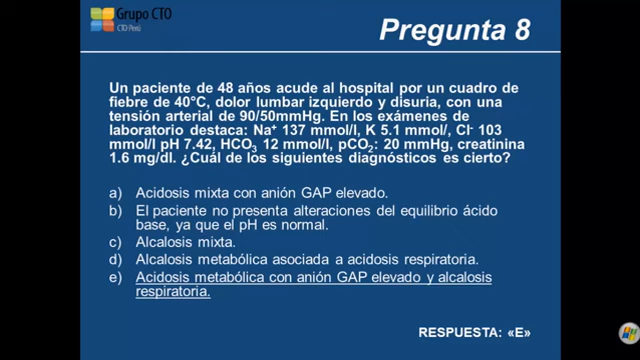 Grupo CTO
CTO Perú
Pregunta 8
Un paciente de 48 años acude al hospital por un cuadro de
fiebre de 40°C, dolor lumbar izquierdo y disuria, con una
tensión arterial de 90/50mmHg. En los exámenes de
laboratorio destaca: Na⁺ 137 mmol/l, K 5.1 mmol/, Cl⁻ 103
mmol/l pH 7.42, HCO₃ 12 mmol/l, pCO₂: 20 mmHg, creatinina
1.6 mg/dl. ¿Cuál de los siguientes diagnósticos es cierto?
a) Acidosis mixta con anión GAP elevado.
b) El paciente no presenta alteraciones del equilibrio ácido
base, ya que el pH es normal.
c) Alcalosis mixta.
d) Alcalosis metabólica asociada a acidosis respiratoria.
e) Acidosis metabólica con anión GAP elevado y alcalosis
respiratoria.
RESPUESTA: «E»